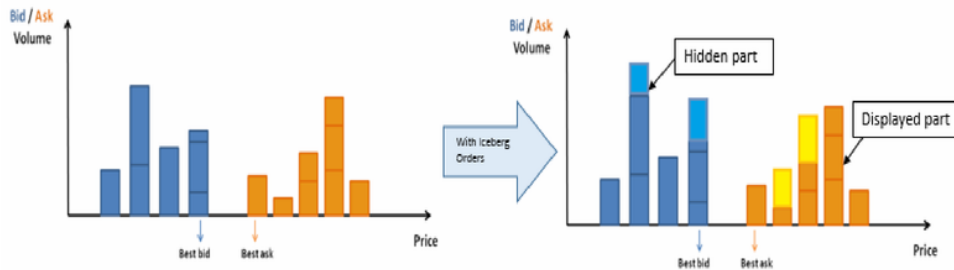 Bid / Ask
Volume
Price
Best bid
Best ask
With Iceberg
Orders
Bid / Ask
Volume
Hidden part
Displayed part
Price
Best bid
Best ask